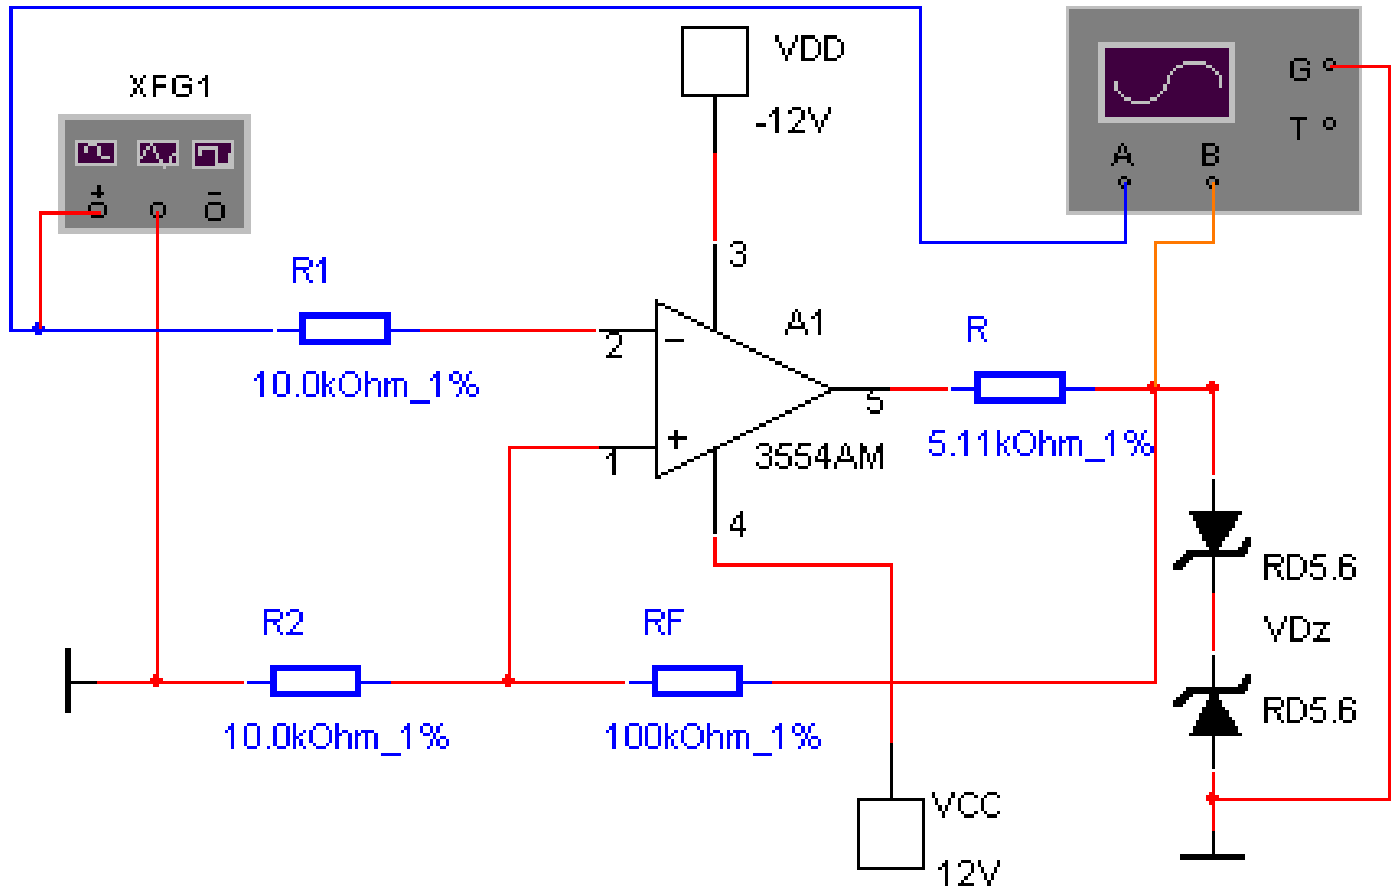 VDD
-12V
XFG1
+
−
G
T
A
B
R1
10.0kOhm_1%
3
2
−
A1
R
+
1
5
3554AM
5.11kOhm_1%
4
RD5.6
VDz
R2
RF
10.0kOhm_1%
100kOhm_1%
RD5.6
VCC
12V